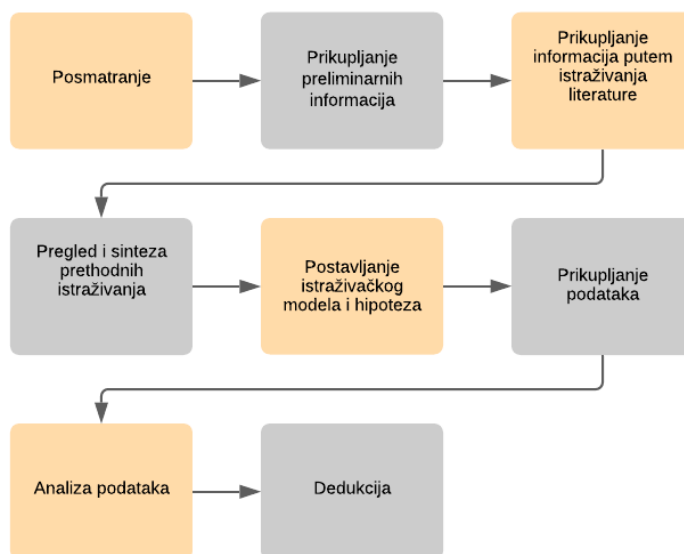 Posmatranje
Prikupljanje
preliminarnih
informacija
Prikupljanje
informacija putem
istraživanja
literature
Pregled i sinteza
prethodnih
istraživanja
Postavljanje
istraživačkog
modela i hipoteza
Prikupljanje
podataka
Analiza podataka
Dedukcija